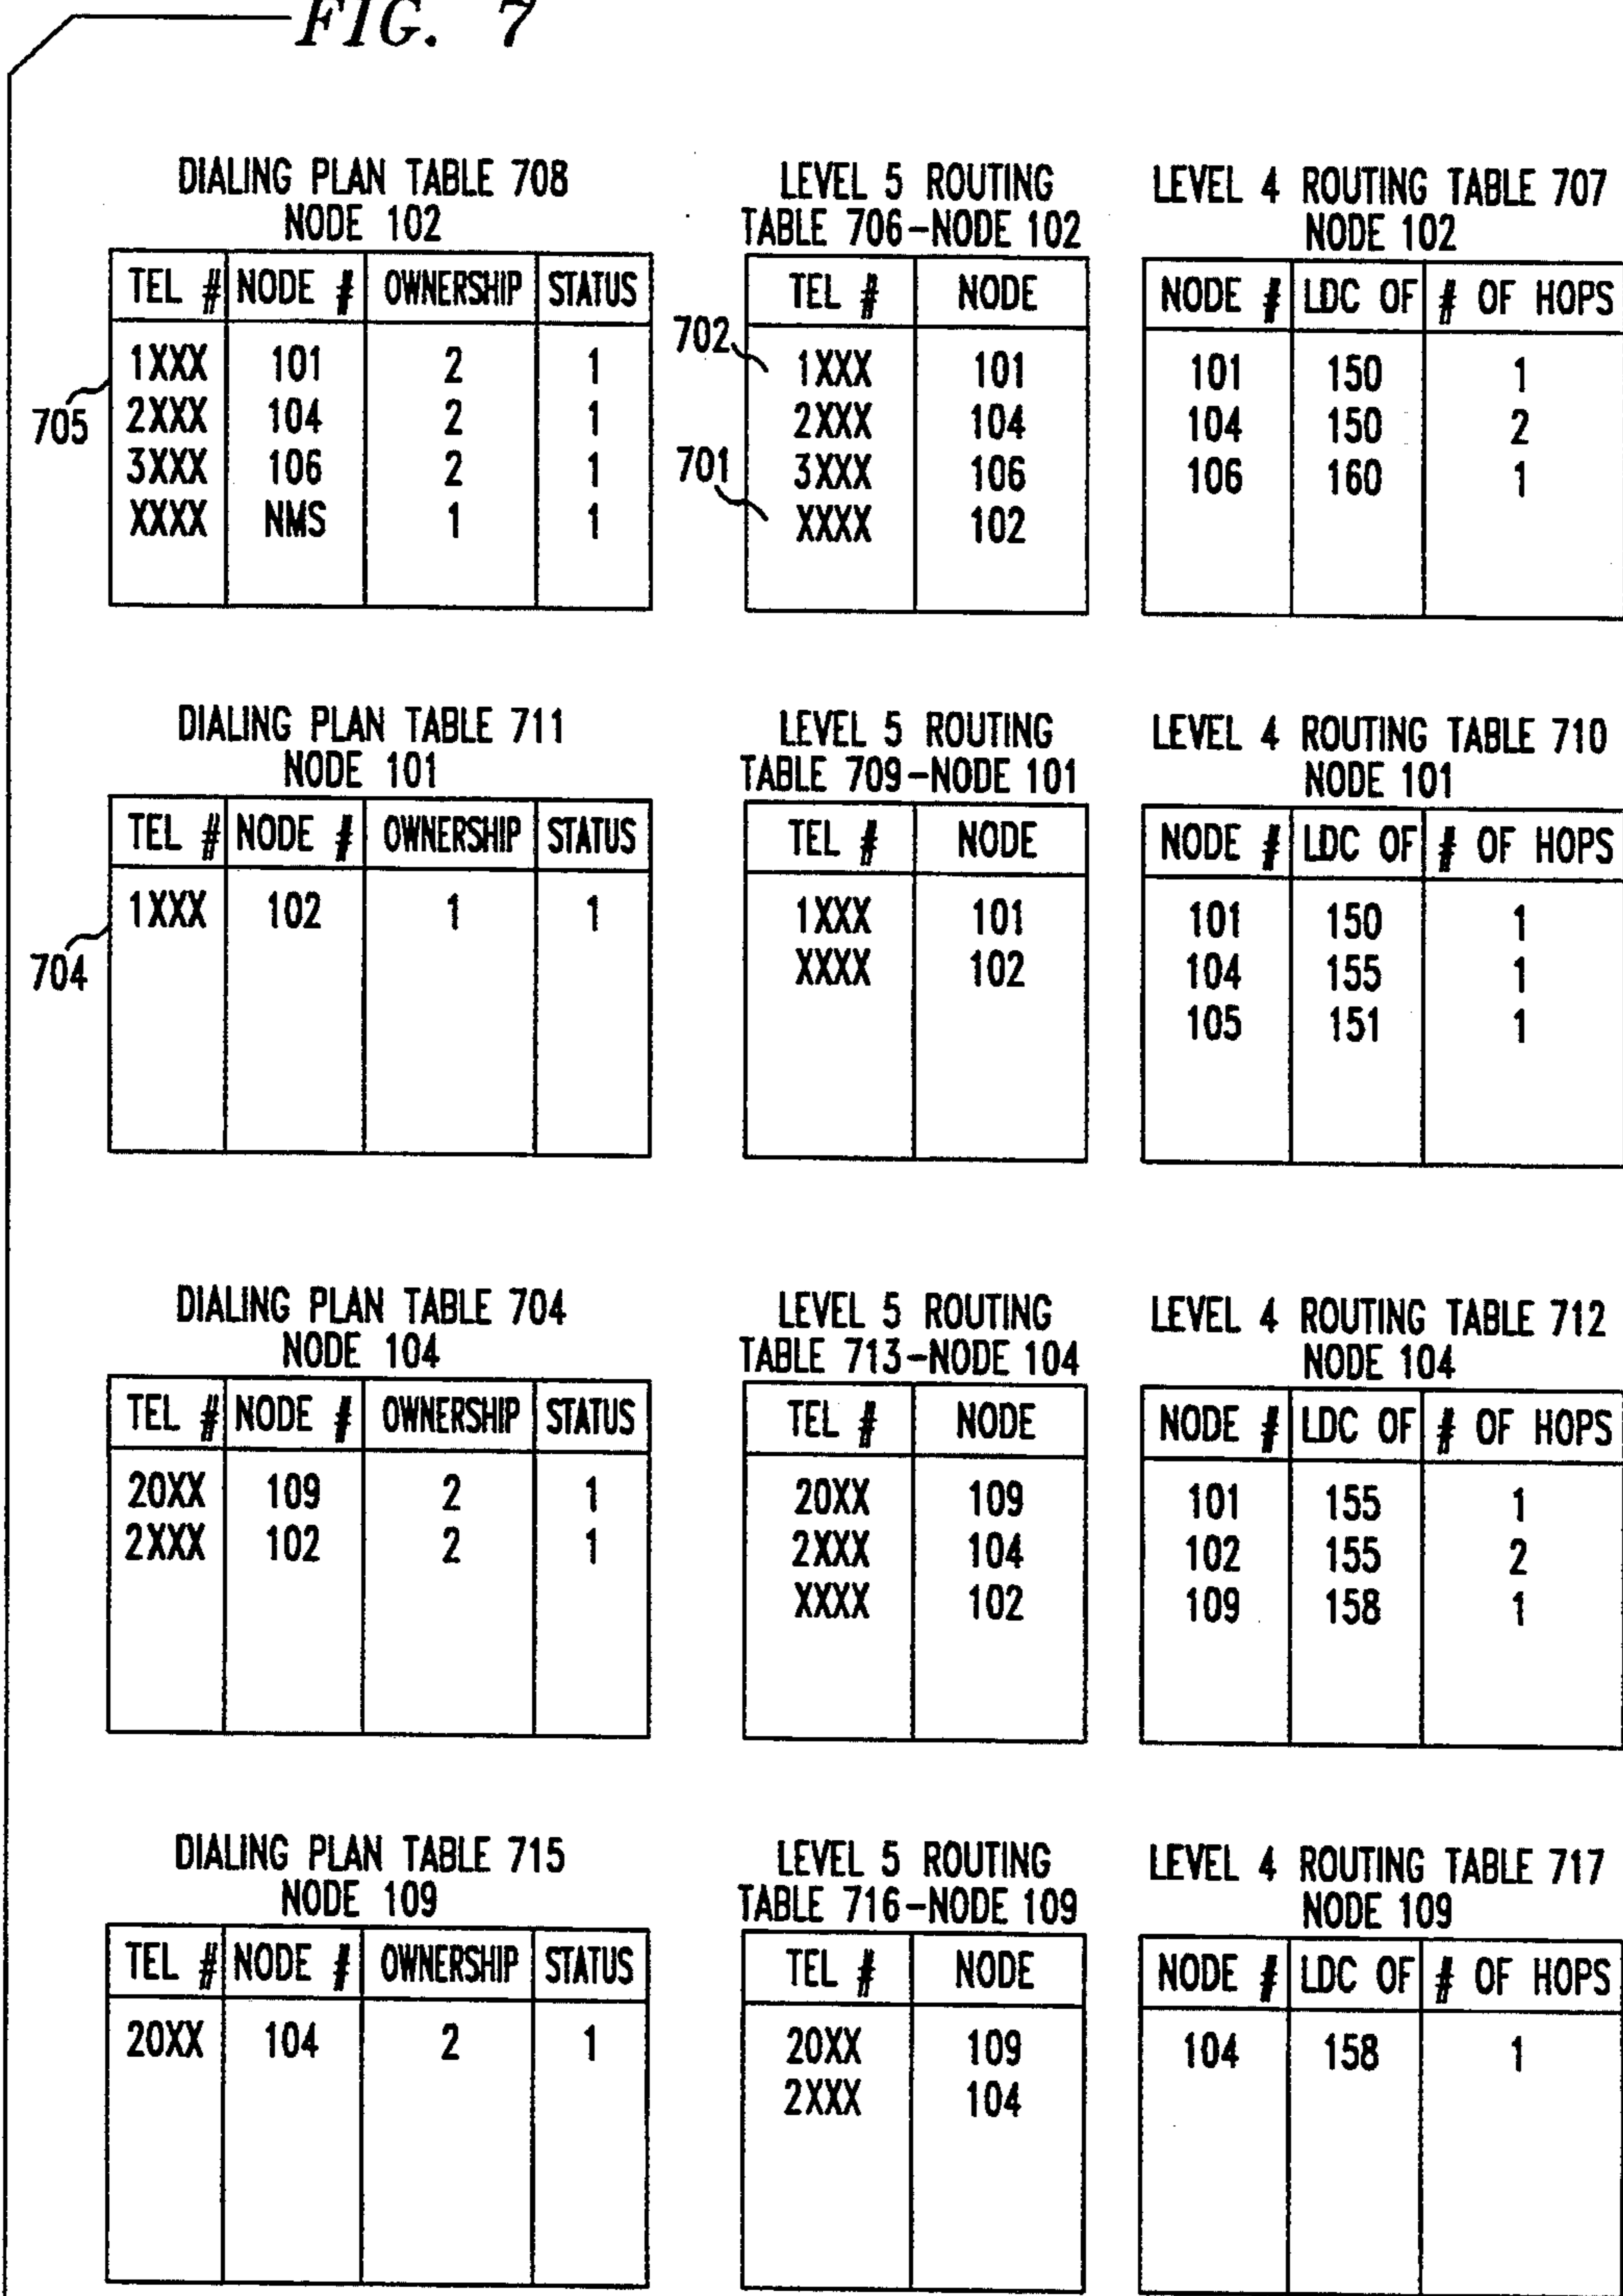 FIG. 7
DIALING PLAN TABLE 708
NODE 102
TEL # NODE # OWNERSHIP STATUS
705
1XXX 101 2 1
2XXX 104 2 1
3XXX 106 2 1
XXXX NMS 1 1
LEVEL 5 ROUTING
TABLE 706-NODE 102
TEL # NODE
702
701
1XXX 101
2XXX 104
3XXX 106
XXXX 102
LEVEL 4 ROUTING TABLE 707
NODE 102
NODE # LDC OF # OF HOPS
101 150 1
104 150 2
106 160 1
DIALING PLAN TABLE 711
NODE 101
TEL # NODE # OWNERSHIP STATUS
1XXX 102 1 1
704
LEVEL 5 ROUTING
TABLE 709-NODE 101
TEL # NODE
1XXX 101
XXXX 102
LEVEL 4 ROUTING TABLE 710
NODE 101
NODE # LDC OF # OF HOPS
101 150 1
104 155 1
105 151 1
DIALING PLAN TABLE 704
NODE 104
TEL # NODE # OWNERSHIP STATUS
20XX 109 2 1
2XXX 102 2 1
LEVEL 5 ROUTING
TABLE 713-NODE 104
TEL # NODE
20XX 109
2XXX 104
XXXX 102
LEVEL 4 ROUTING TABLE 712
NODE 104
NODE # LDC OF # OF HOPS
101 155 1
102 155 2
109 158 1
DIALING PLAN TABLE 715
NODE 109
TEL # NODE # OWNERSHIP STATUS
20XX 104 2 1
LEVEL 5 ROUTING
TABLE 716-NODE 109
TEL # NODE
20XX 109
2XXX 104
LEVEL 4 ROUTING TABLE 717
NODE 109
NODE # LDC OF # OF HOPS
104 158 1